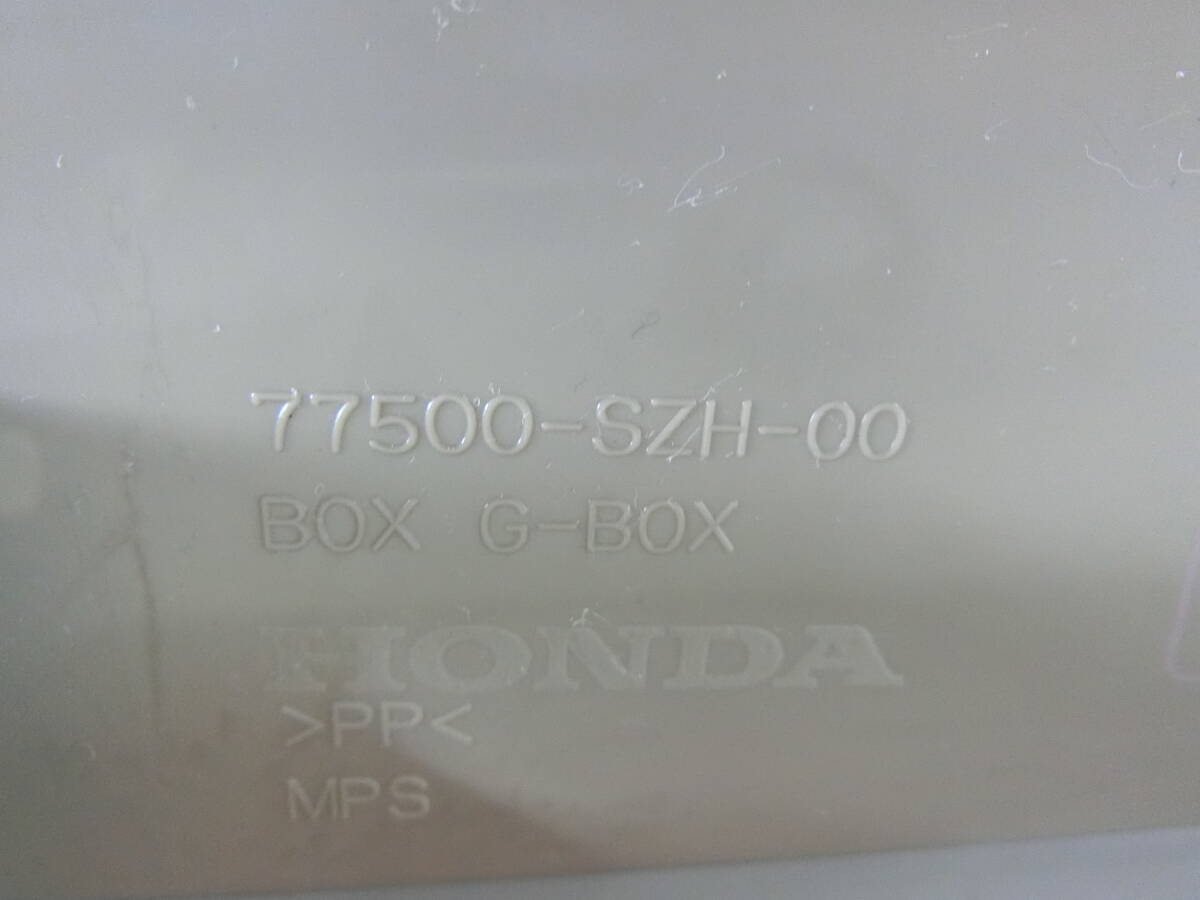 77500-SZH-00
BOX G-BOX
HONDA
>PP<
MPS